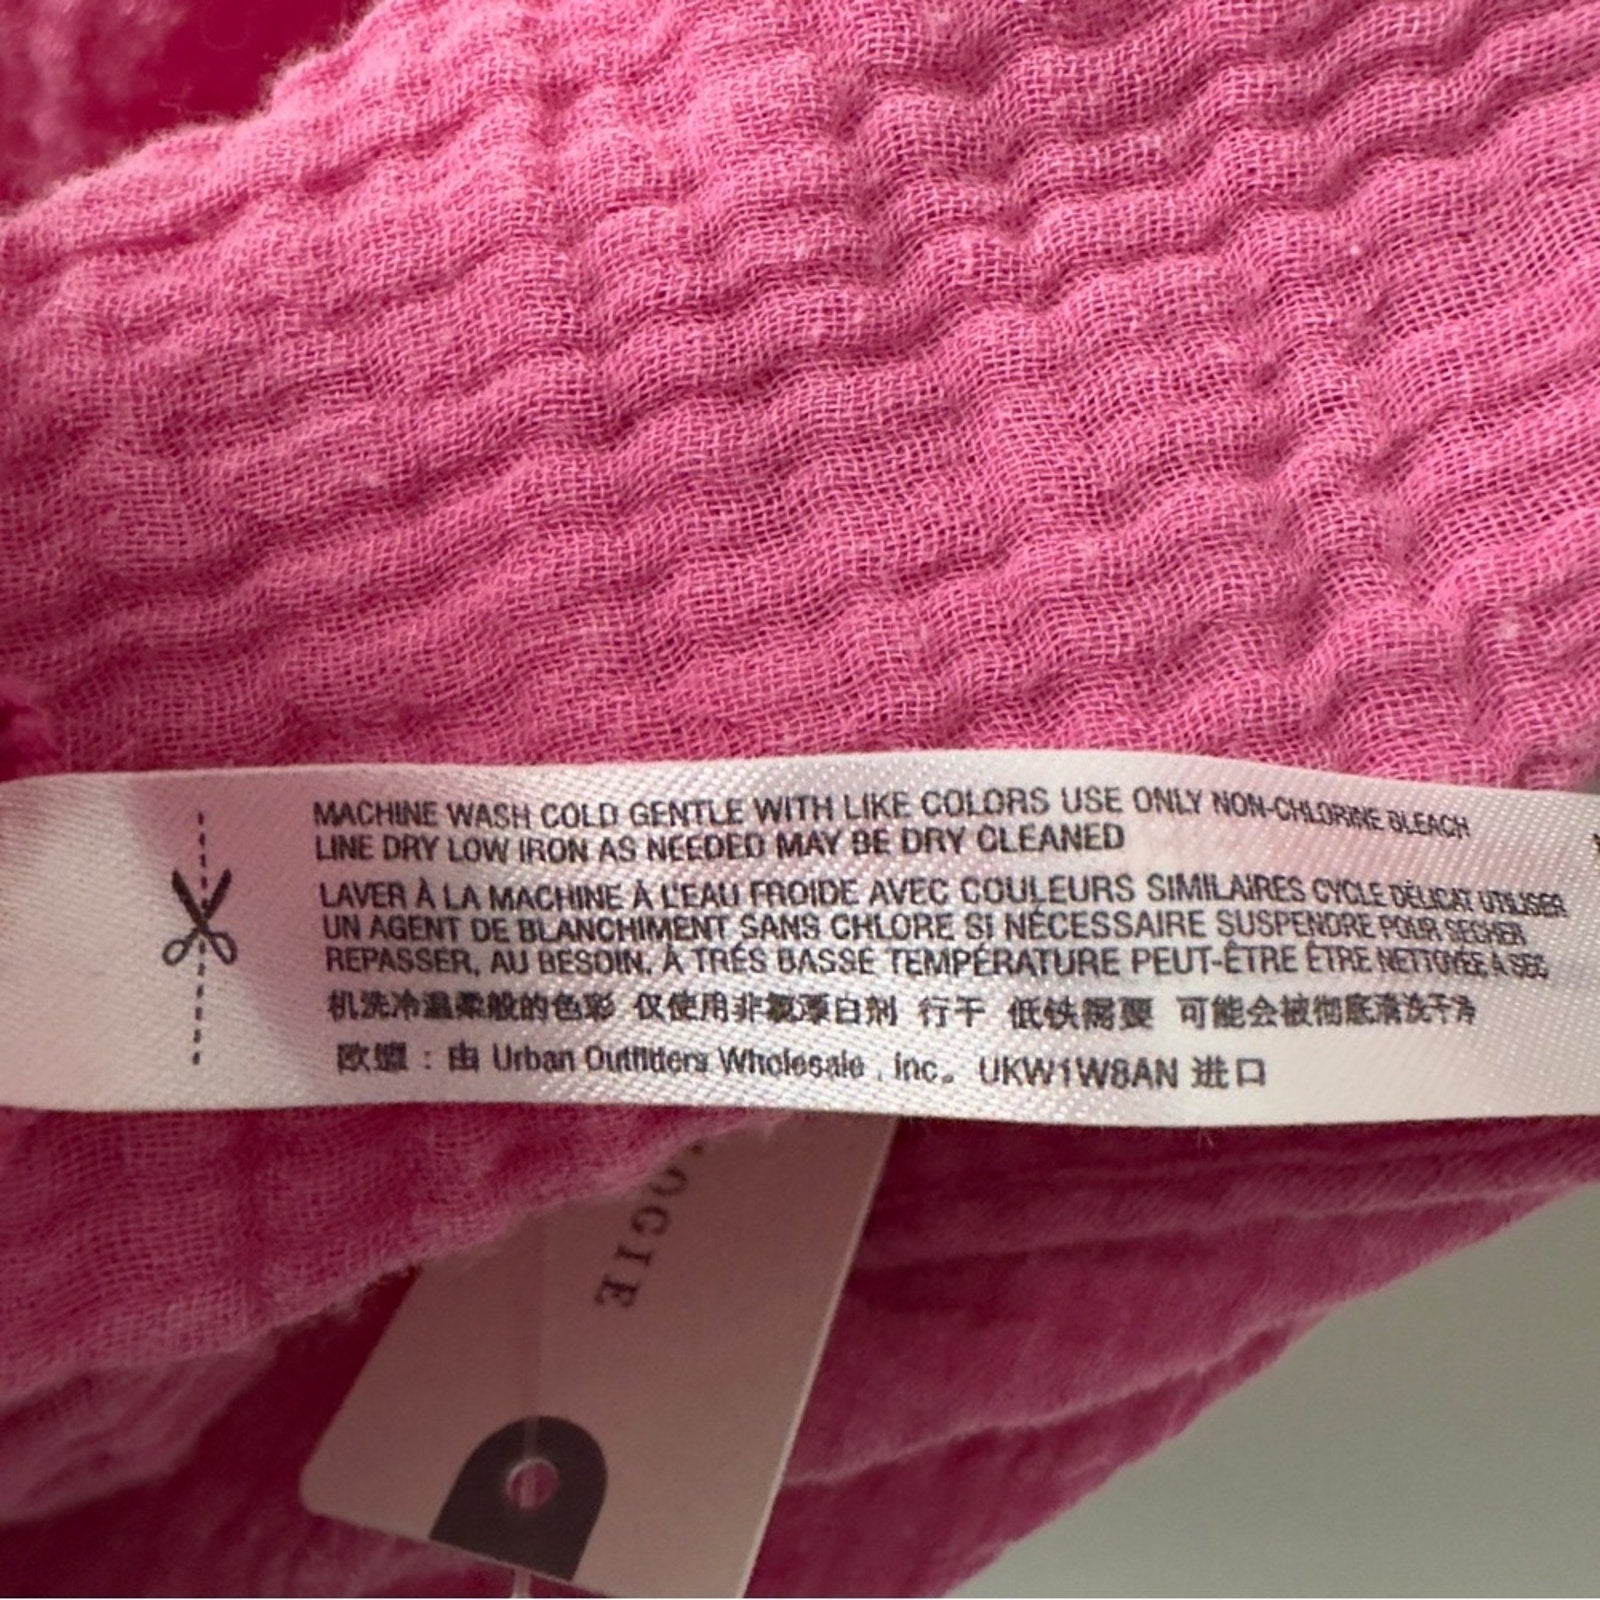 MACHINE WASH COLD GENTLE WITH LIKE COLORS USE ONLY NON-CHLORINE BLEACH
LINE DRY LOW IRON AS NEEDED MAY BE DRY CLEANED
LAVER À LA MACHINE À L'EAU FROIDE AVEC COULEURS SIMILAIRES CYCLE DÉLICAT UTILISER
UN AGENT DE BLANCHIMENT SANS CHLORE SI NÉCESSAIRE SUSPENDRE POUR SÉCHER
REPASSER, AU BESOIN, À TRÉS BASSE TEMPÉRATURE PEUT-ÊTRE ÊTRE NETTOYÉE A SEC
机洗冷温柔般的色彩 仅使用非氯漂白剂 行干 低铁需要 可能会被彻底清洗干净
欧盟：由 Urban Outfitters Wholesale , Inc。 UKW1W8AN 进口
OGIE